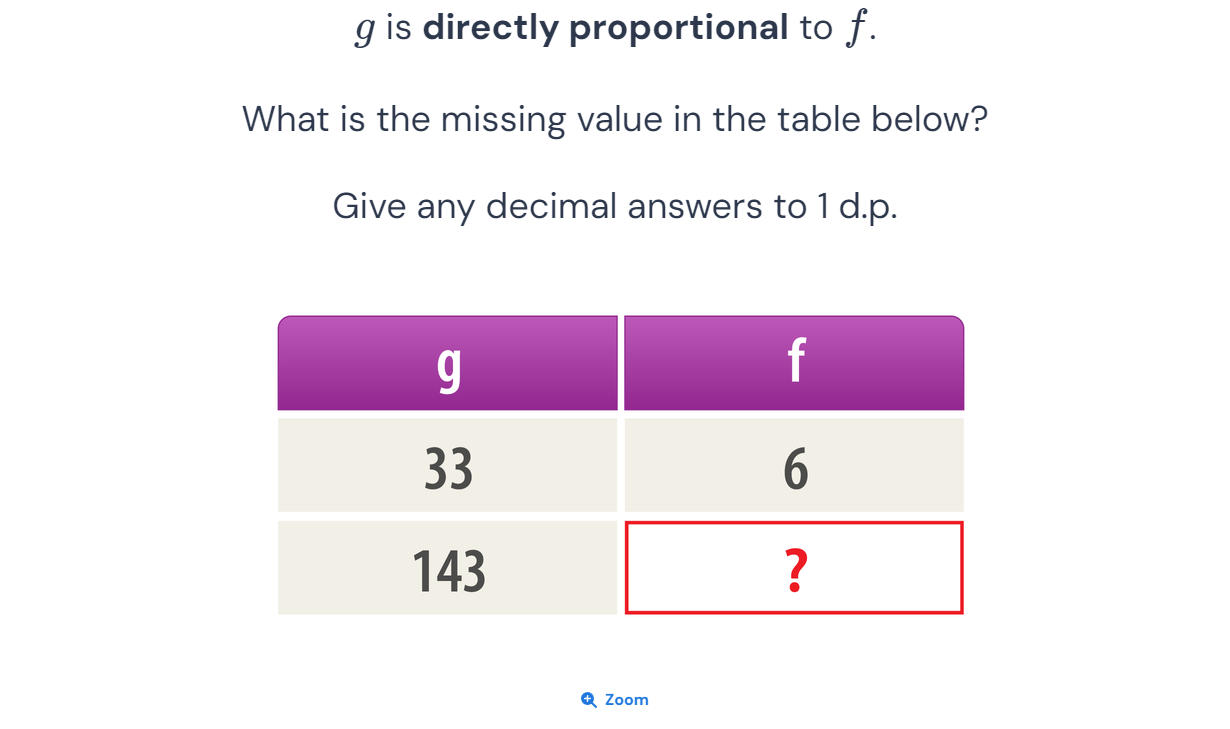 g is directly proportional to f.
What is the missing value in the table below?
Give any decimal answers to 1 d.p.
g f
33 6
143 ?
Zoom